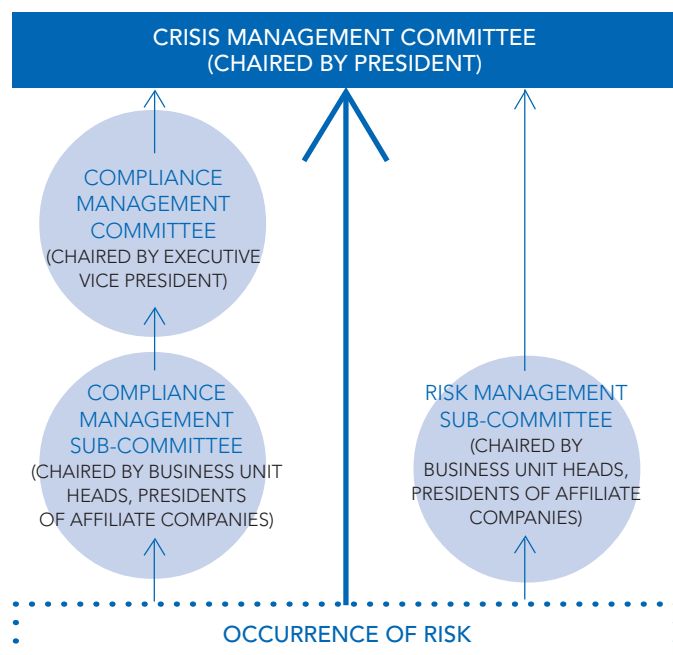 CRISIS MANAGEMENT COMMITTEE
(CHAIRED BY PRESIDENT)
COMPLIANCE
MANAGEMENT
COMMITTEE
(CHAIRED BY EXECUTIVE
VICE PRESIDENT)
COMPLIANCE
MANAGEMENT
SUB-COMMITTEE
(CHAIRED BY BUSINESS UNIT
HEADS, PRESIDENTS
OF AFFILIATE COMPANIES)
RISK MANAGEMENT
SUB-COMMITTEE
(CHAIRED BY
BUSINESS UNIT HEADS,
PRESIDENTS OF AFFILIATE
COMPANIES)
OCCURRENCE OF RISK